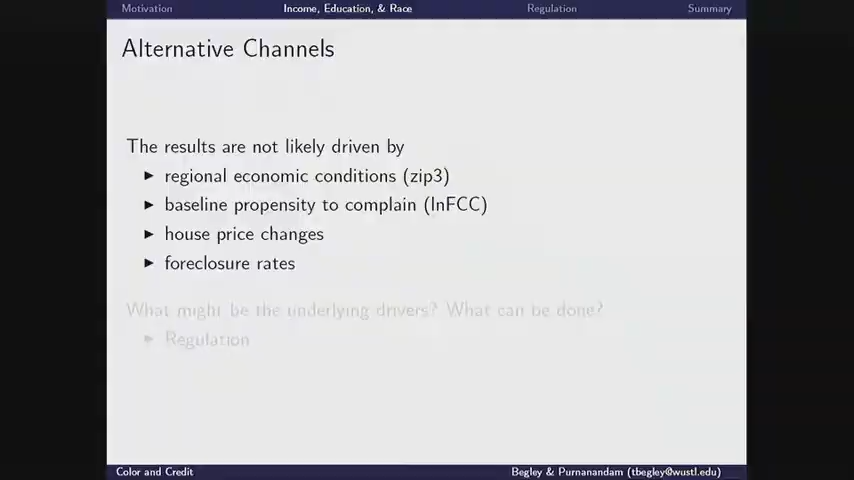 Motivation
Income, Education, & Race
Regulation
Summary
Alternative Channels
The results are not likely driven by
▶ regional economic conditions (zip3)
▶ baseline propensity to complain (lnFCC)
▶ house price changes
▶ foreclosure rates
What might be the underlying drivers? What can be done?
▶ Regulation
Color and Credit
Begley & Purnanandam (tbegley@wustl.edu)